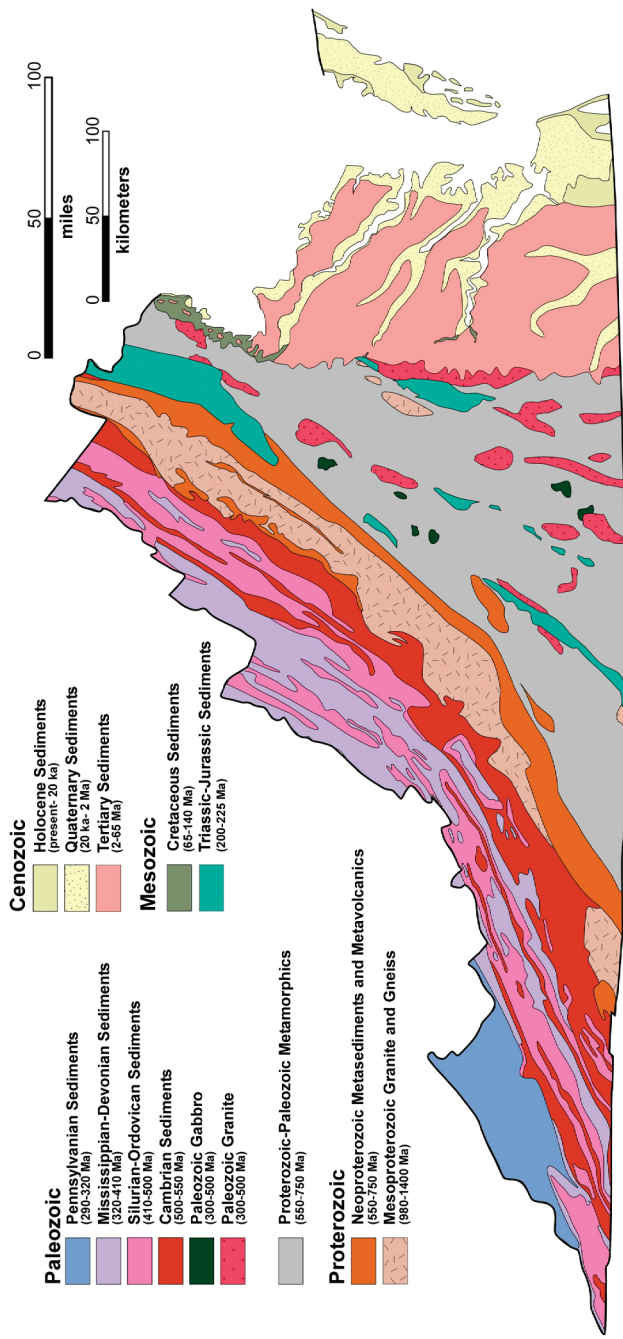 Paleozoic
Pennsylvanian Sediments
(290-320 Ma)
Mississippian-Devonian Sediments
(320-410 Ma)
Silurian-Ordovican Sediments
(410-500 Ma)
Cambrian Sediments
(500-550 Ma)
Paleozoic Gabbro
(300-500 Ma)
Paleozoic Granite
(300-500 Ma)
Proterozoic-Paleozoic Metamorphics
(550-750 Ma)
Proterozoic
Neoproterozoic Metasediments and Metavolcanics
(550-750 Ma)
Mesoproterozoic Granite and Gneiss
(980-1400 Ma)
Cenozoic
Holocene Sediments
(present- 20 ka)
Quaternary Sediments
(20 ka- 2 Ma)
Tertiary Sediments
(2-65 Ma)
Mesozoic
Cretaceous Sediments
(65-140 Ma)
Triassic-Jurassic Sediments
(200-225 Ma)
0 50 100
miles
0 50 100
kilometers